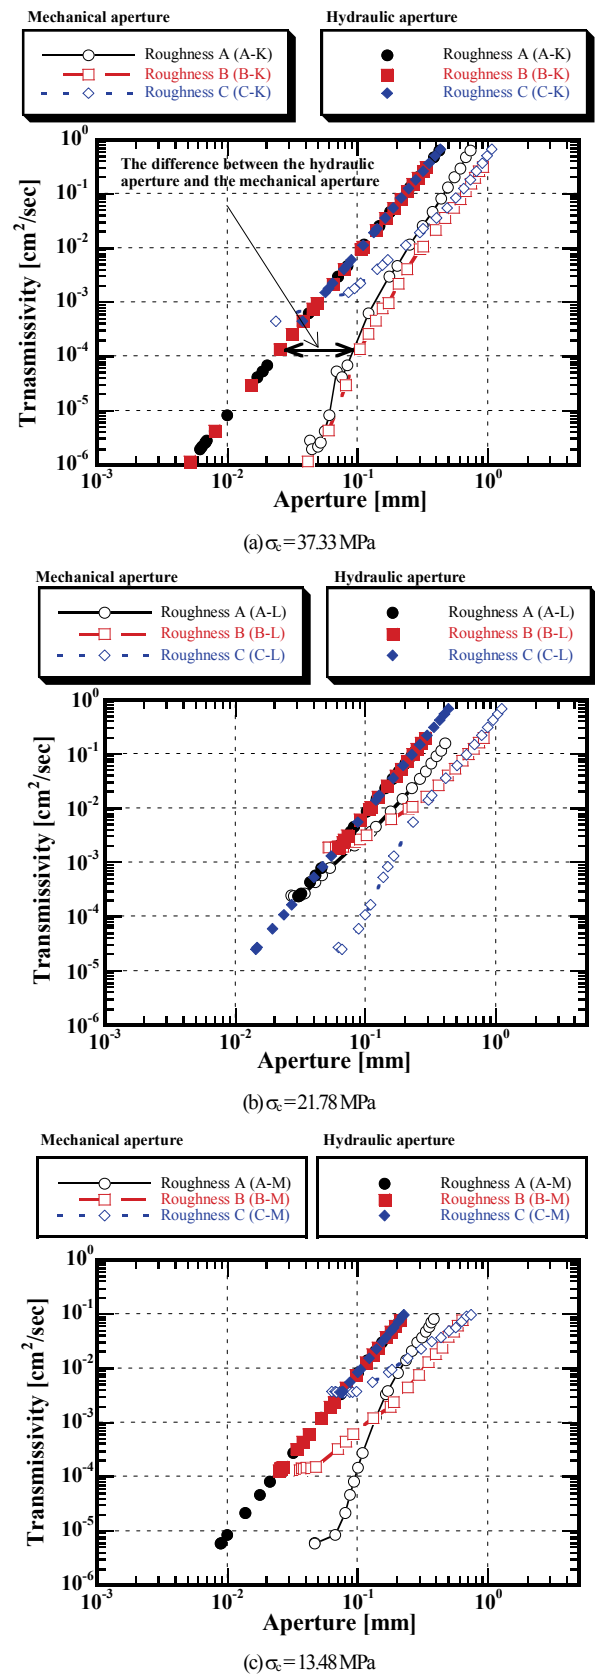 Mechanical aperture Hydraulic aperture
Roughness A (A-K) Roughness A (A-K)
Roughness B (B-K) Roughness B (B-K)
Roughness C (C-K) Roughness C (C-K)
10^0
The difference between the hydraulic
aperture and the mechanical aperture
10^-1
10^-2
10^-3
10^-4
10^-5
10^-6
Trnasmissivity [cm^2/sec]
10^-3 10^-2 10^-1 10^0
Aperture [mm]
(a) σc = 37.33 MPa
Mechanical aperture Hydraulic aperture
Roughness A (A-L) Roughness A (A-L)
Roughness B (B-L) Roughness B (B-L)
Roughness C (C-L) Roughness C (C-L)
10^0
10^-1
10^-2
10^-3
10^-4
10^-5
10^-6
Transmissivity [cm^2/sec]
10^-3 10^-2 10^-1 10^0
Aperture [mm]
(b) σc = 21.78 MPa
Mechanical aperture Hydraulic aperture
Roughness A (A-M) Roughness A (A-M)
Roughness B (B-M) Roughness B (B-M)
Roughness C (C-M) Roughness C (C-M)
10^0
10^-1
10^-2
10^-3
10^-4
10^-5
10^-6
Transmissivity [cm^2/sec]
10^-3 10^-2 10^-1 10^0
Aperture [mm]
(c) σc = 13.48 MPa